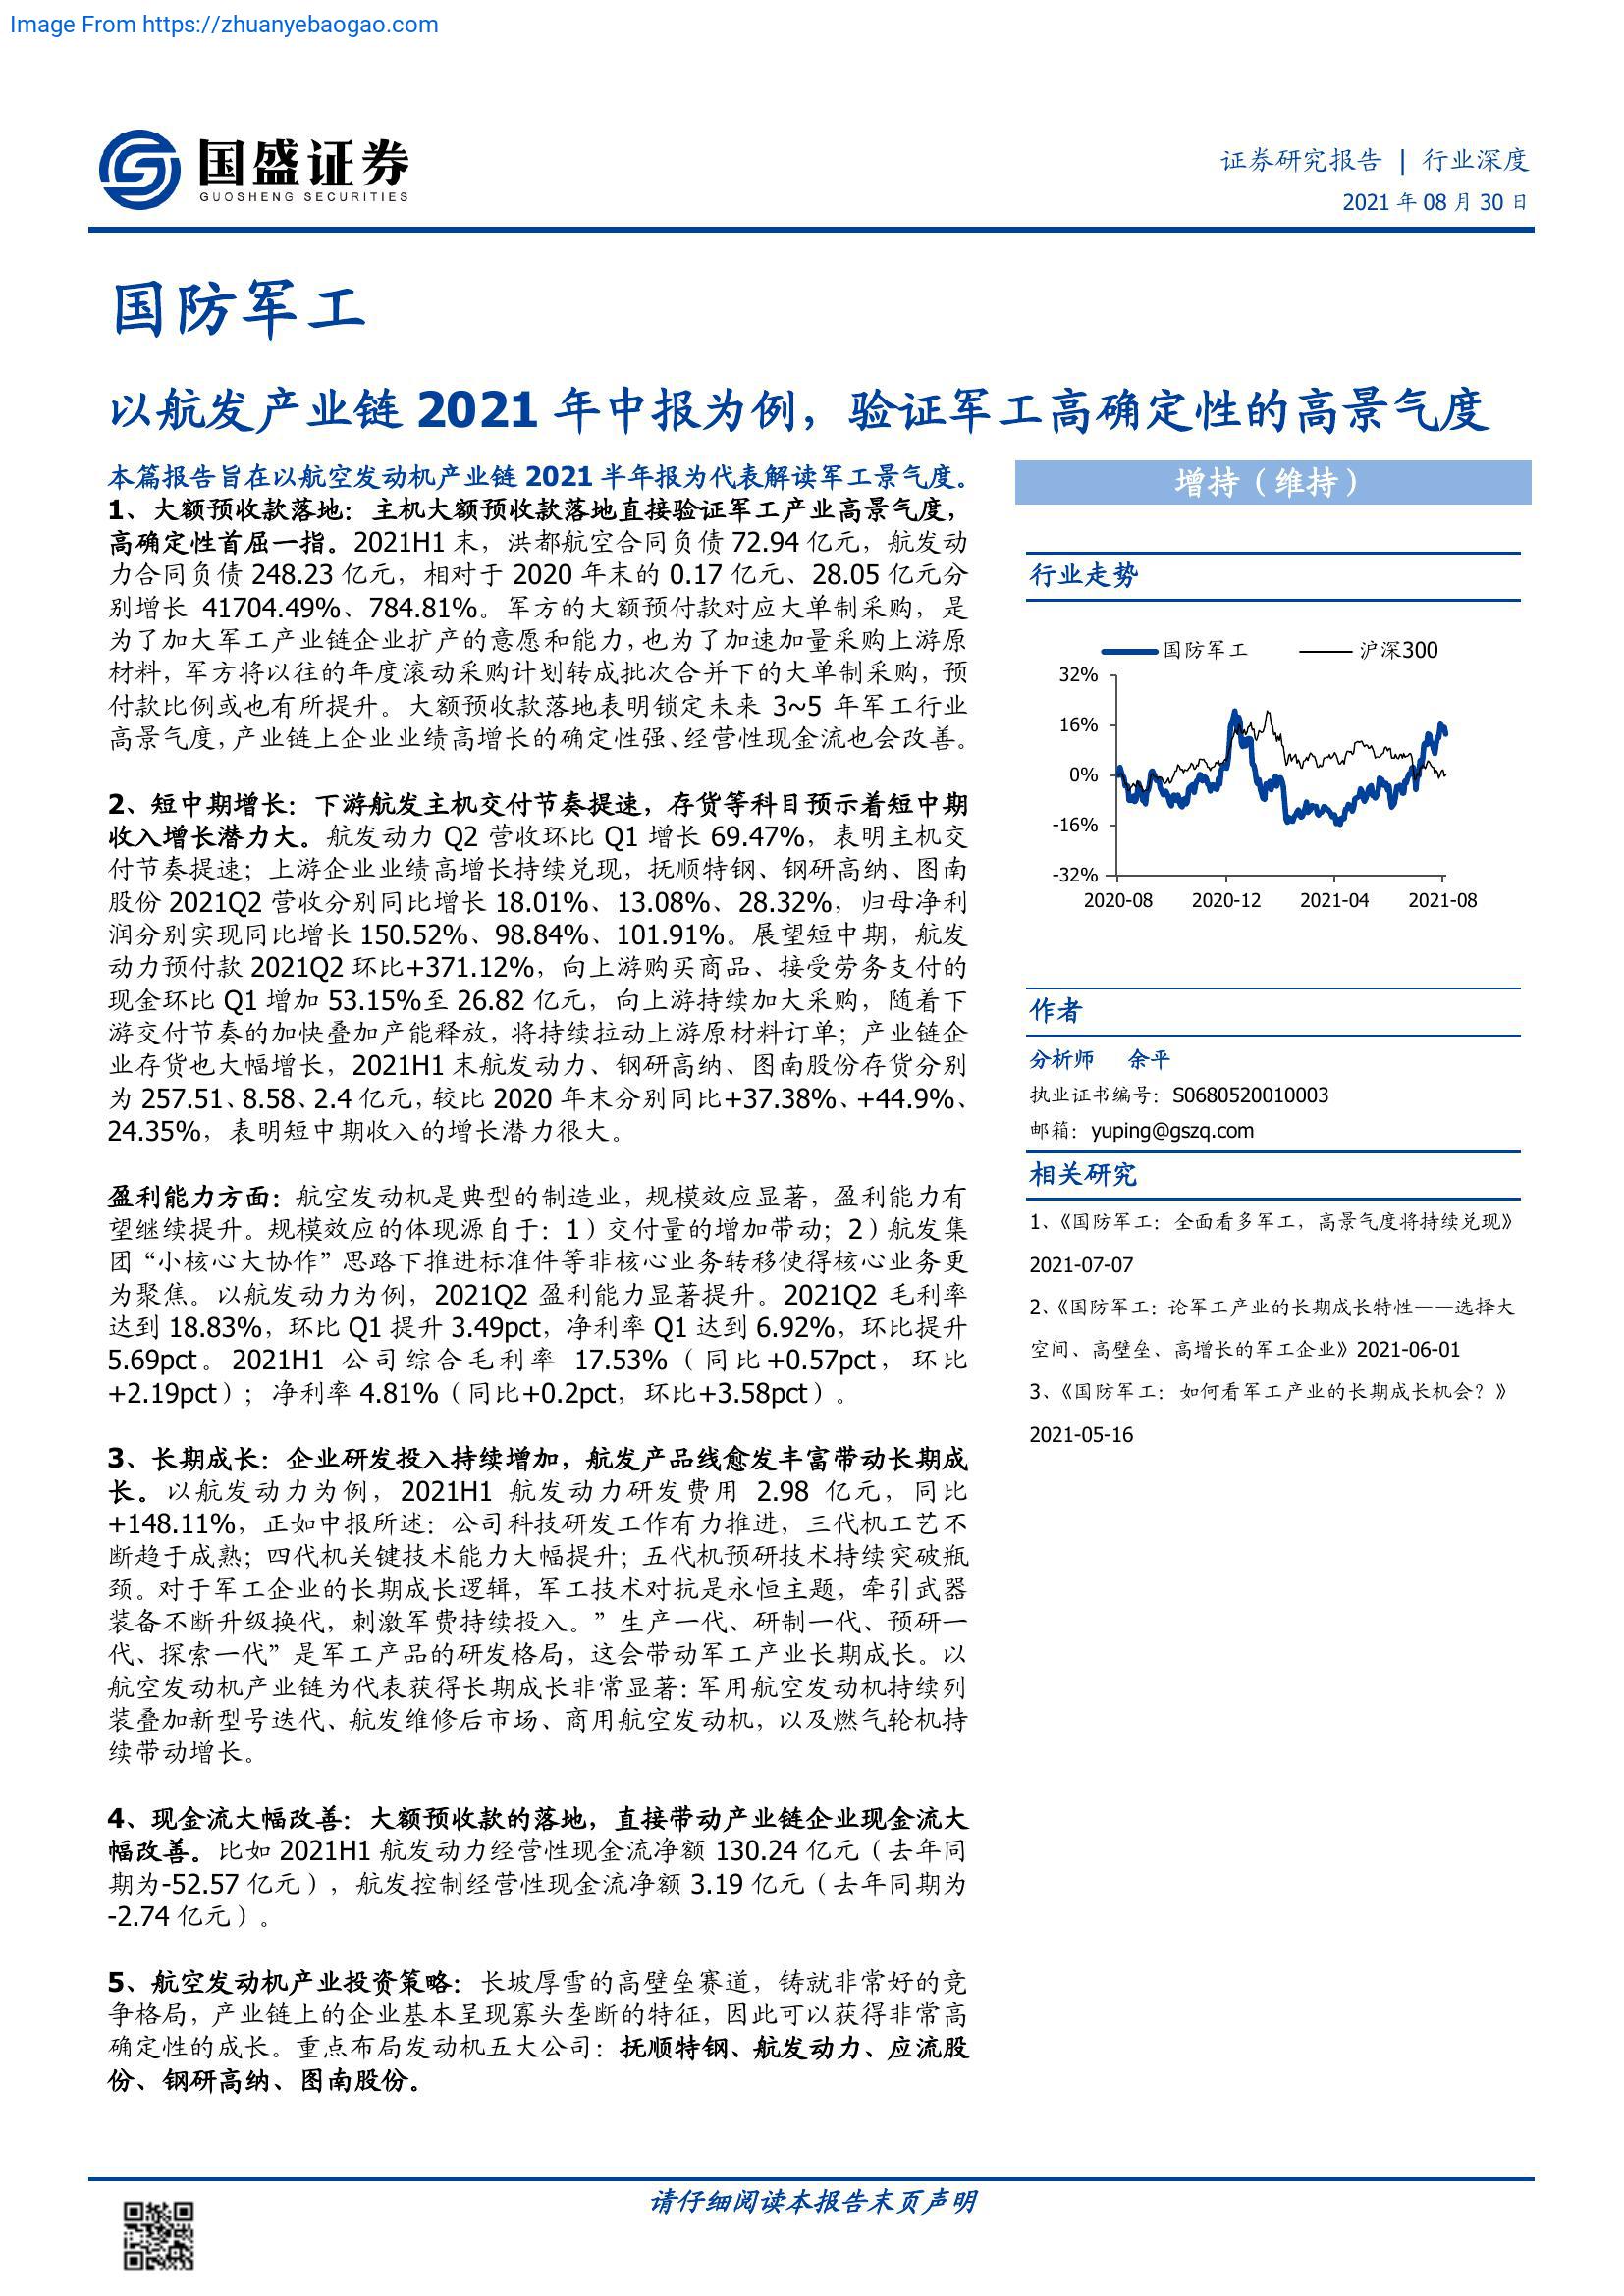 Image From https://zhuanyebaogao.com
国盛证券
GUOSHENG SECURITIES
证券研究报告 | 行业深度
2021 年 08 月 30 日
国防军工
以航发产业链 2021 年中报为例，验证军工高确定性的高景气度
本篇报告旨在以航空发动机产业链 2021 半年报为代表解读军工景气度。
1、大额预收款落地：主机大额预收款落地直接验证军工产业高景气度，
高确定性首屈一指。2021H1 末，洪都航空合同负债 72.94 亿元，航发动
力合同负债 248.23 亿元，相对于 2020 年末的 0.17 亿元、28.05 亿元分
别增长 41704.49%、784.81%。军方的大额预付款对应大单制采购，是
为了加大军工产业链企业扩产的意愿和能力，也为了加速加量采购上游原
材料，军方将以往的年度滚动采购计划转成批次合并下的大单制采购，预
付款比例或也有所提升。大额预收款落地表明锁定未来 3~5 年军工行业
高景气度，产业链上企业业绩高增长的确定性强、经营性现金流也会改善。
2、短中期增长：下游航发主机交付节奏提速，存货等科目预示着短中期
收入增长潜力大。航发动力 Q2 营收环比 Q1 增长 69.47%，表明主机交
付节奏提速；上游企业业绩高增长持续兑现，抚顺特钢、钢研高纳、图南
股份 2021Q2 营收分别同比增长 18.01%、13.08%、28.32%，归母净利
润分别实现同比增长 150.52%、98.84%、101.91%。展望短中期，航发
动力预付款 2021Q2 环比+371.12%，向上游购买商品、接受劳务支付的
现金环比 Q1 增加 53.15%至 26.82 亿元，向上游持续加大采购，随着下
游交付节奏的加快叠加产能释放，将持续拉动上游原材料订单；产业链企
业存货也大幅增长，2021H1 末航发动力、钢研高纳、图南股份存货分别
为 257.51、8.58、2.4 亿元，较比 2020 年末分别同比+37.38%、+44.9%、
24.35%，表明短中期收入的增长潜力很大。
盈利能力方面：航空发动机是典型的制造业，规模效应显著，盈利能力有
望继续提升。规模效应的体现源自于：1）交付量的增加带动；2）航发集
团“小核心大协作”思路下推进标准件等非核心业务转移使得核心业务更
为聚焦。以航发动力为例，2021Q2 盈利能力显著提升。2021Q2 毛利率
达到 18.83%，环比 Q1 提升 3.49pct，净利率 Q1 达到 6.92%，环比提升
5.69pct。2021H1 公司综合毛利率 17.53%（同比+0.57pct，环比
+2.19pct）；净利率 4.81%（同比+0.2pct，环比+3.58pct）。
3、长期成长：企业研发投入持续增加，航发产品线愈发丰富带动长期成
长。以航发动力为例，2021H1 航发动力研发费用 2.98 亿元，同比
+148.11%，正如中报所述：公司科技研发工作有力推进，三代机工艺不
断趋于成熟；四代机关键技术能力大幅提升；五代机预研技术持续突破瓶
颈。对于军工企业的长期成长逻辑，军工技术对抗是永恒主题，牵引武器
装备不断升级换代，刺激军费持续投入。”生产一代、研制一代、预研一
代、探索一代”是军工产品的研发格局，这会带动军工产业长期成长。以
航空发动机产业链为代表获得长期成长非常显著：军用航空发动机持续列
装叠加新型号迭代、航发维修后市场、商用航空发动机，以及燃气轮机持
续带动增长。
4、现金流大幅改善：大额预收款的落地，直接带动产业链企业现金流大
幅改善。比如 2021H1 航发动力经营性现金流净额 130.24 亿元（去年同
期为-52.57 亿元），航发控制经营性现金流净额 3.19 亿元（去年同期为
-2.74 亿元）。
5、航空发动机产业投资策略：长坡厚雪的高壁垒赛道，铸就非常好的竞
争格局，产业链上的企业基本呈现寡头垄断的特征，因此可以获得非常高
确定性的成长。重点布局发动机五大公司：抚顺特钢、航发动力、应流股
份、钢研高纳、图南股份。
增持（维持）
行业走势
国防军工 沪深300
32%
16%
0%
-16%
-32%
2020-08 2020-12 2021-04 2021-08
作者
分析师 余平
执业证书编号：S0680520010003
邮箱：yuping@gszq.com
相关研究
1、《国防军工：全面看多军工，高景气度将持续兑现》
2021-07-07
2、《国防军工：论军工产业的长期成长特性——选择大
空间、高壁垒、高增长的军工企业》2021-06-01
3、《国防军工：如何看军工产业的长期成长机会？》
2021-05-16
请仔细阅读本报告末页声明